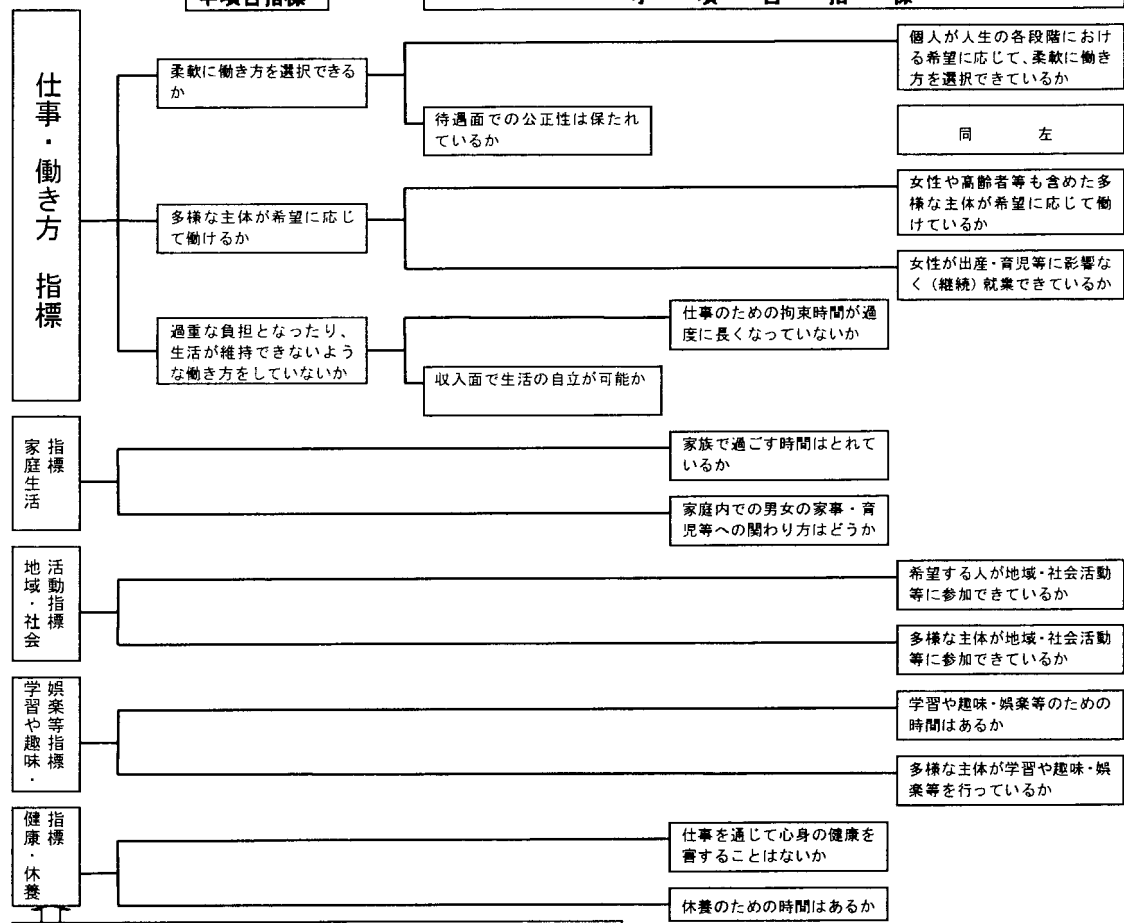 仕事・働き方 指標
柔軟に働き方を選択できる
か
個人が人生の各段階におけ
る希望に応じて、柔軟に働き
方を選択できているか
待遇面での公正性は保たれ
ているか
同 左
多様な主体が希望に応じ
て働けるか
女性や高齢者等も含めた多
様な主体が希望に応じて働
けているか
女性が出産・育児等に影響な
く(継続)就業できているか
過重な負担となったり、
生活が維持できないよう
な働き方をしていないか
仕事のための拘束時間が過
度に長くなっていないか
収入面で生活の自立が可能か
家庭生活
指標
家族で過ごす時間はとれて
いるか
家庭内での男女の家事・育
児等への関わり方はどうか
地域・社会
活動指標
希望する人が地域・社会活動
等に参加できているか
多様な主体が地域・社会活動
等に参加できているか
学習や趣味・
娯楽等指標
学習や趣味・娯楽等のための
時間はあるか
多様な主体が学習や趣味・娯
楽等を行っているか
健康・休養
指標
仕事を通じて心身の健康を
害することはないか
休養のための時間はあるか